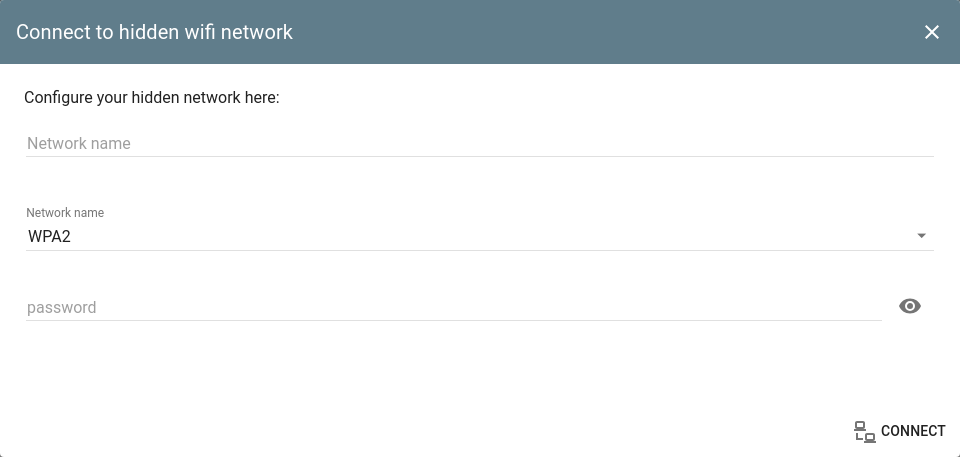 Connect to hidden wifi network
Configure your hidden network here:
Network name
Network name
WPA2
password
CONNECT